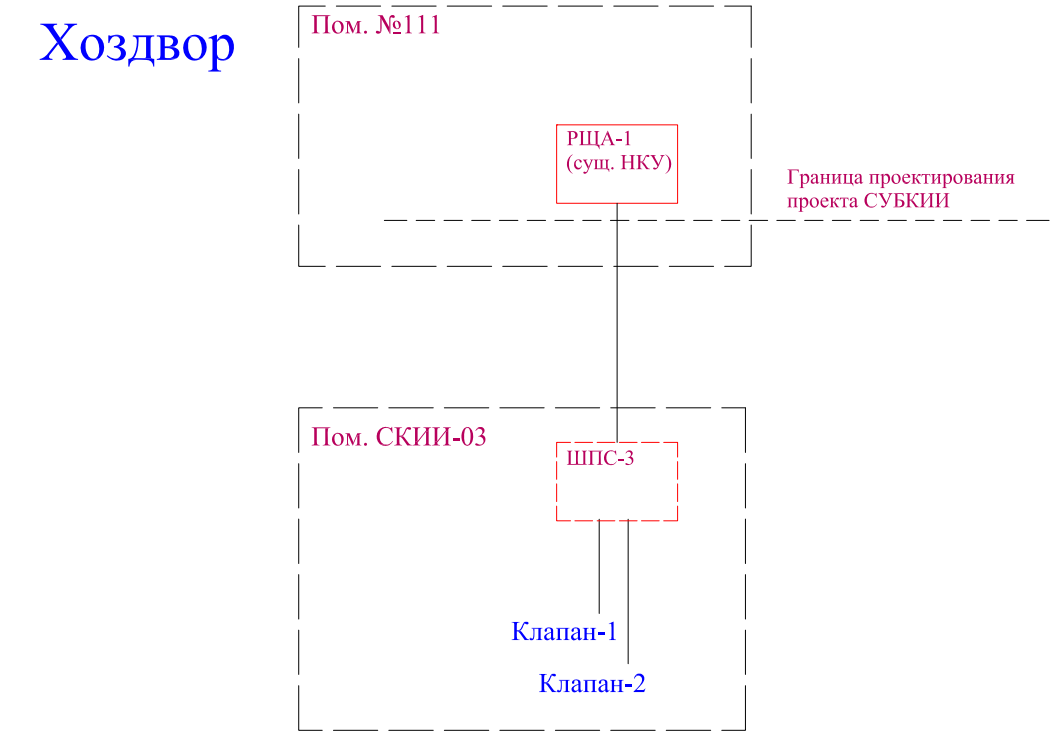 Хоздвор
Пом. №111
РЩА-1
(сущ. НКУ)
Граница проектирования
проекта СУБКИИ
Пом. СКИИ-03
ШПС-3
Клапан-1
Клапан-2